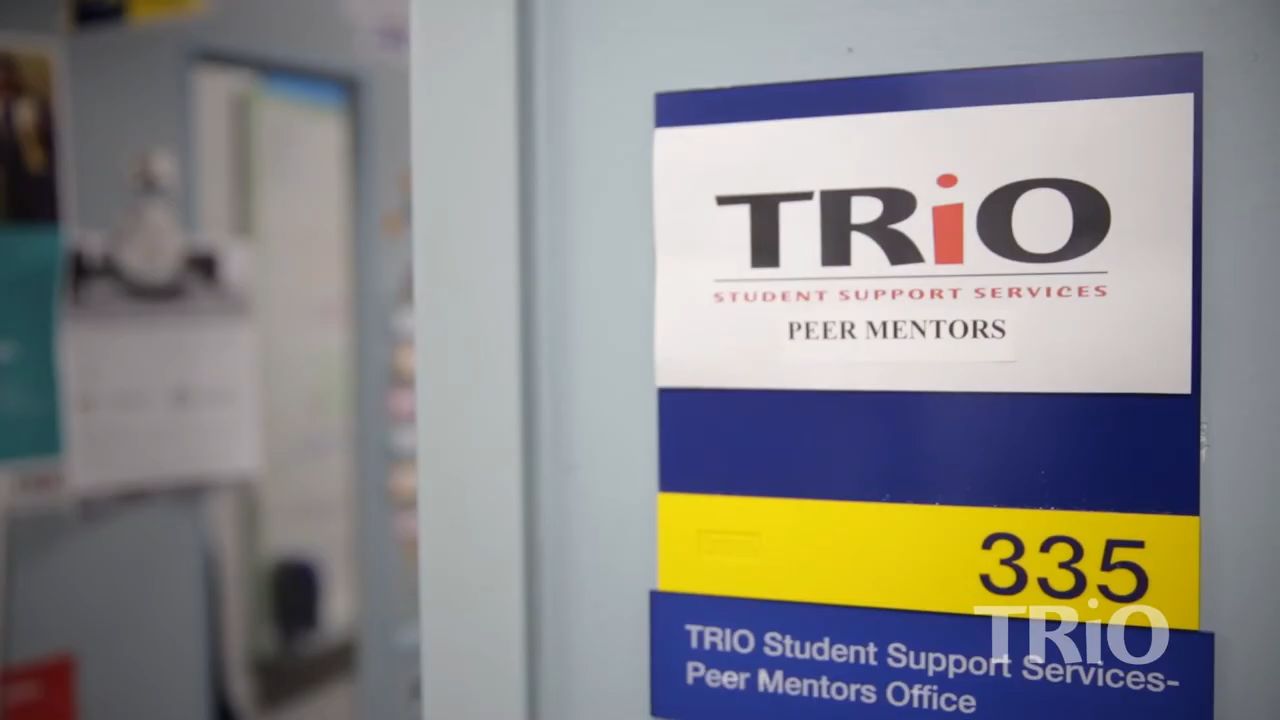 TRiO
STUDENT SUPPORT SERVICES
PEER MENTORS
335
TRiO
TRIO Student Support Services-
Peer Mentors Office